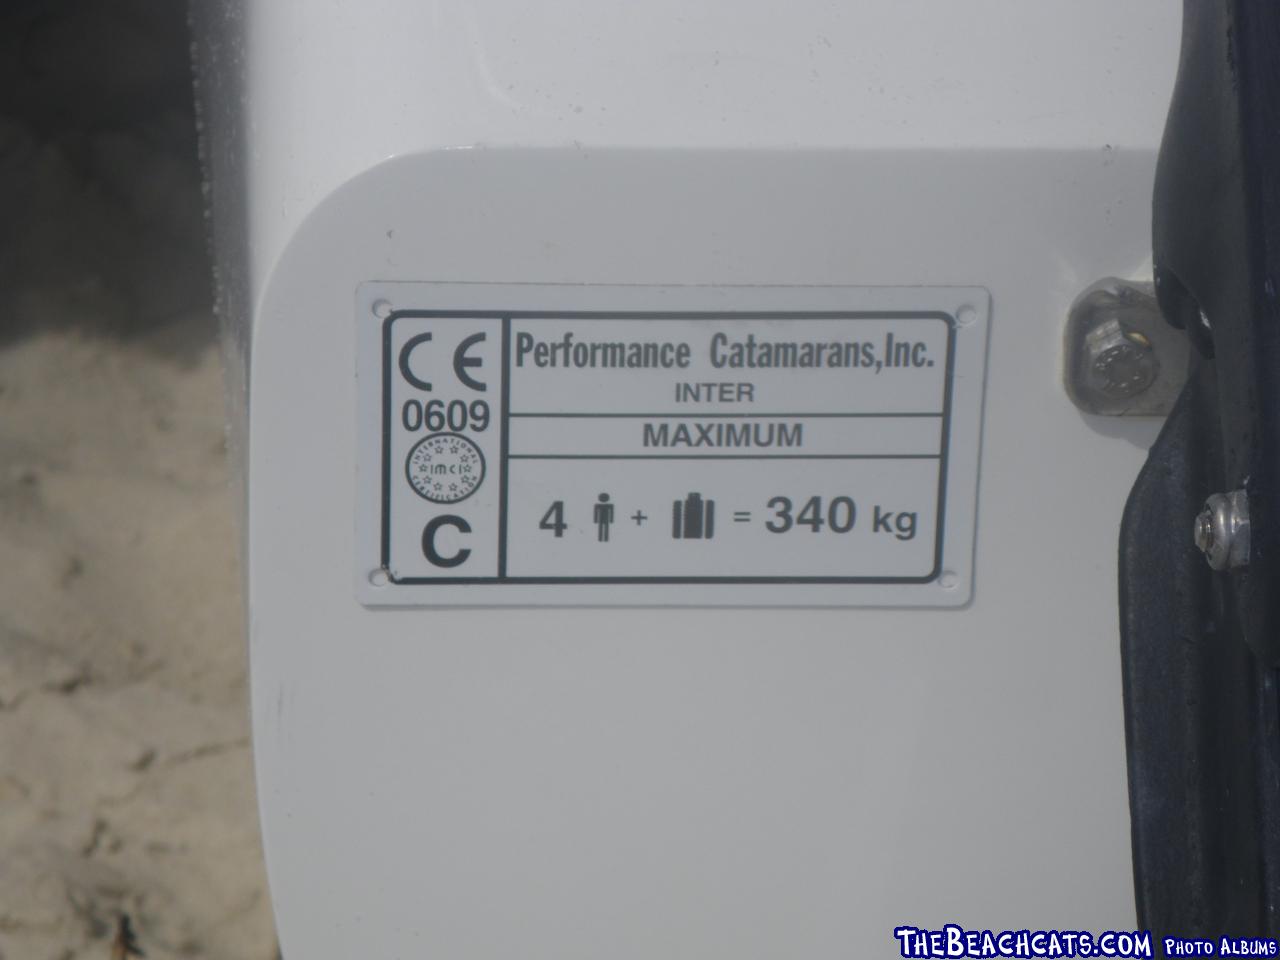 CE
0609
INTERNATIONAL
IMCI
CERTIFICATION
C
Performance Catamarans,Inc.
INTER
MAXIMUM
4 + = 340 kg
THEBEACHCATS.COM PHOTO ALBUMS